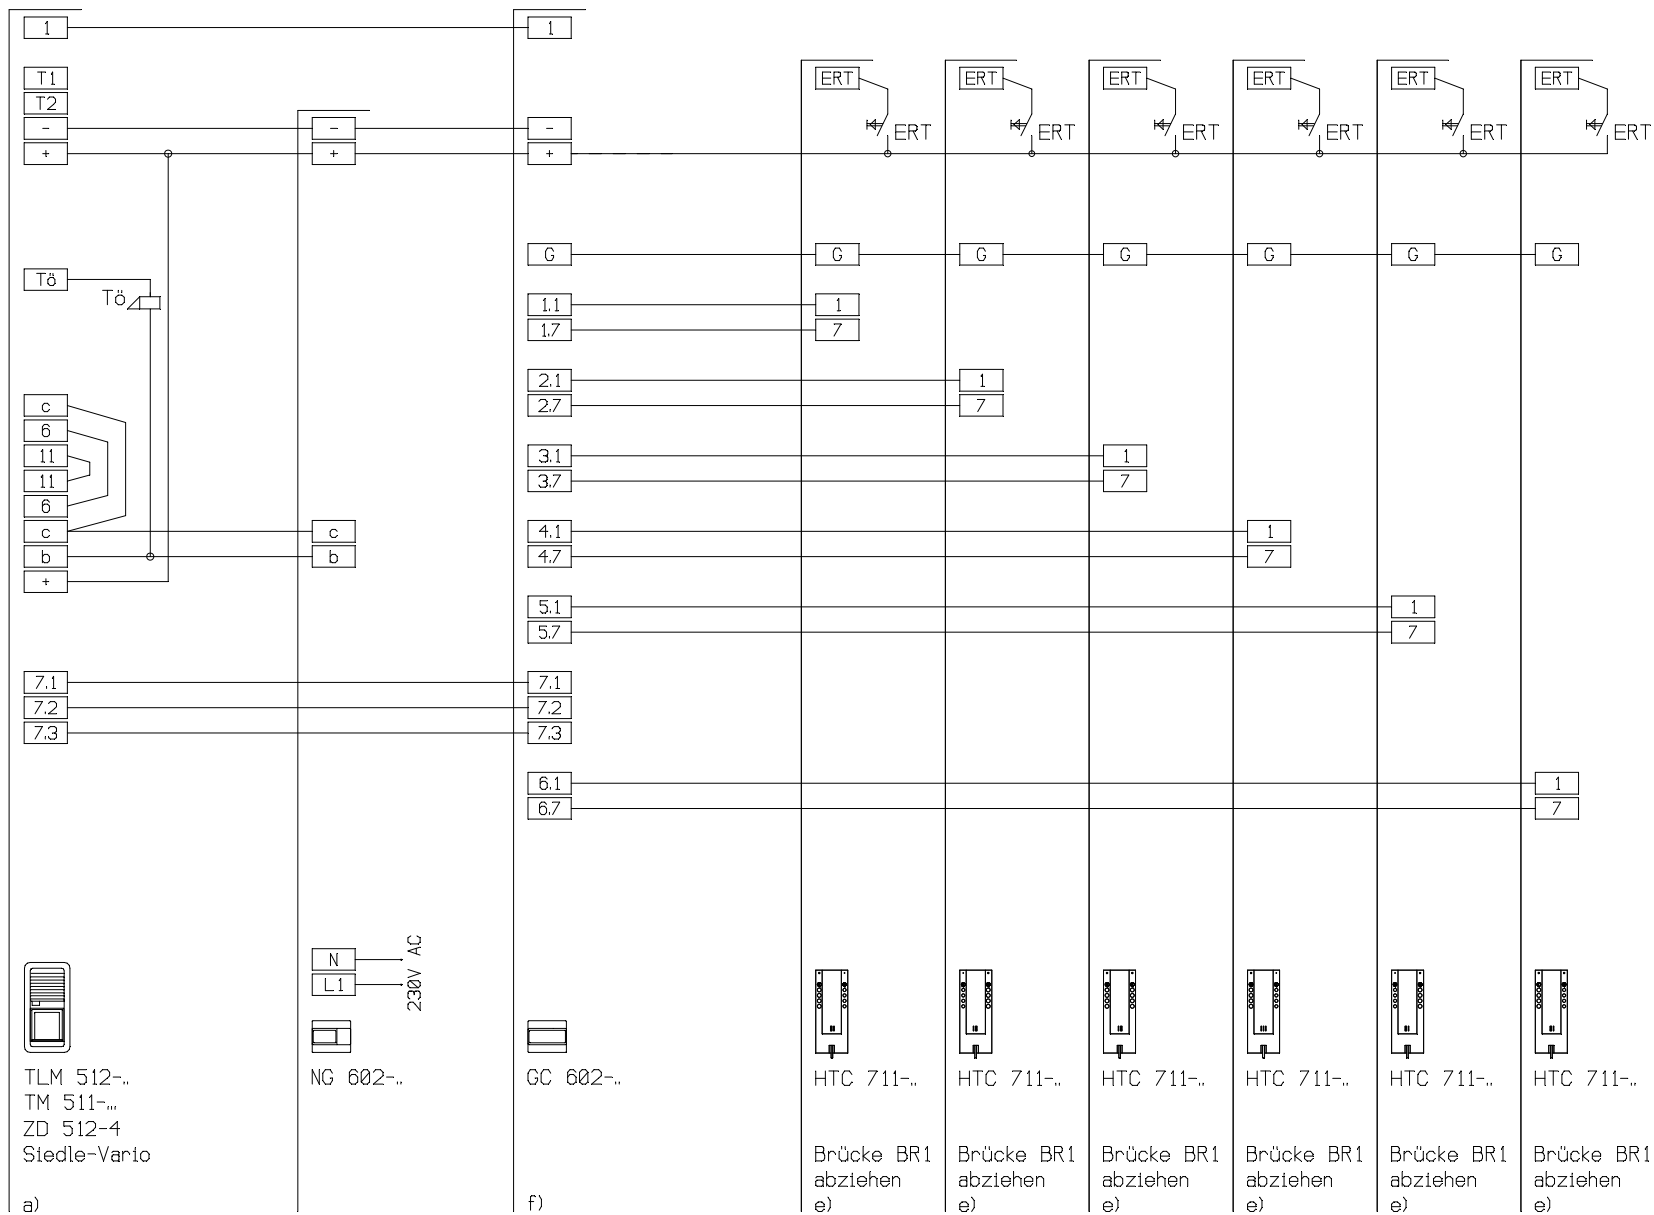 1 1
T1 ERT ERT ERT ERT ERT ERT
T2
- - - ERT ERT ERT ERT ERT ERT
+ + +
G G G G G G G
Tö
Tö
1.1 1
1.7 7
2.1 1
2.7 7
c
6
11 3.1 1
11 3.7 7
6
c c 4.1 1
b b 4.7 7
+
5.1 1
5.7 7
7.1 7.1
7.2 7.2
7.3 7.3
6.1 1
6.7 7
N
L1
230V AC
TLM 512-.. NG 602-.. GC 602-.. HTC 711-.. HTC 711-.. HTC 711-.. HTC 711-.. HTC 711-.. HTC 711-..
TM 511-...
ZD 512-4
Siedle-Vario Brücke BR1 Brücke BR1 Brücke BR1 Brücke BR1 Brücke BR1 Brücke BR1
abziehen abziehen abziehen abziehen abziehen abziehen
a) f) e) e) e) e) e) e)